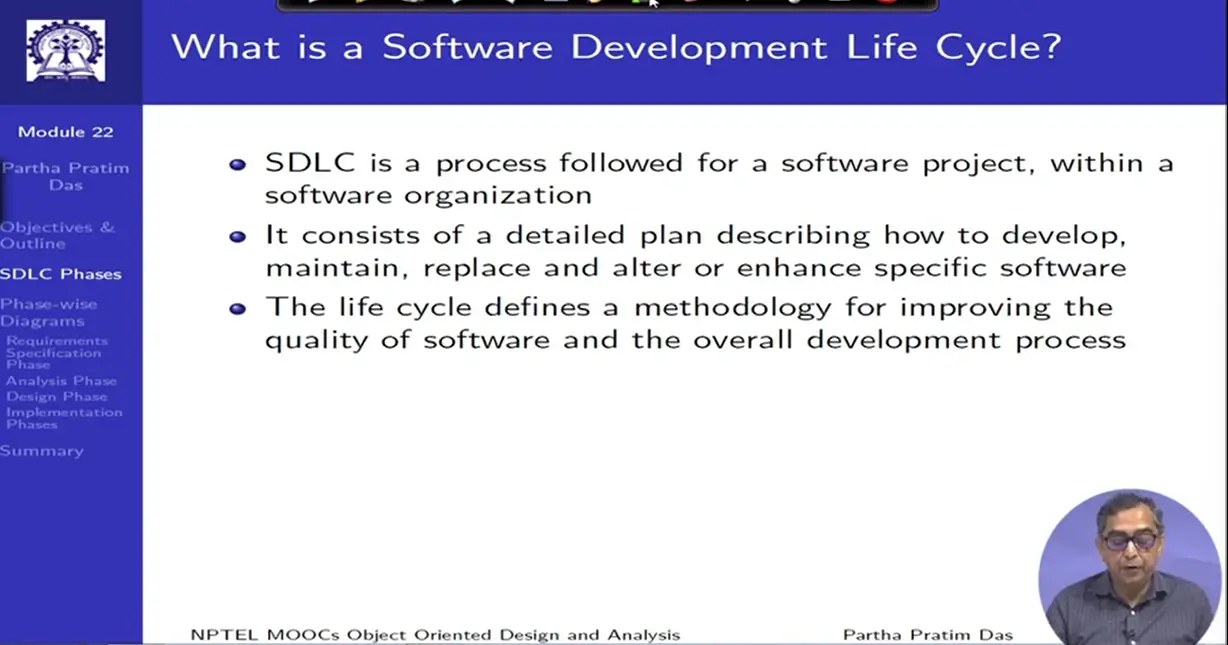 What is a Software Development Life Cycle?
Module 22
Partha Pratim
Das
Objectives &
Outline
SDLC Phases
Phase-wise
Diagrams
Requirements
Specification
Phase
Analysis Phase
Design Phase
Implementation
Phases
Summary
SDLC is a process followed for a software project, within a
software organization
It consists of a detailed plan describing how to develop,
maintain, replace and alter or enhance specific software
The life cycle defines a methodology for improving the
quality of software and the overall development process
NPTEL MOOCs Object Oriented Design and Analysis
Partha Pratim Das